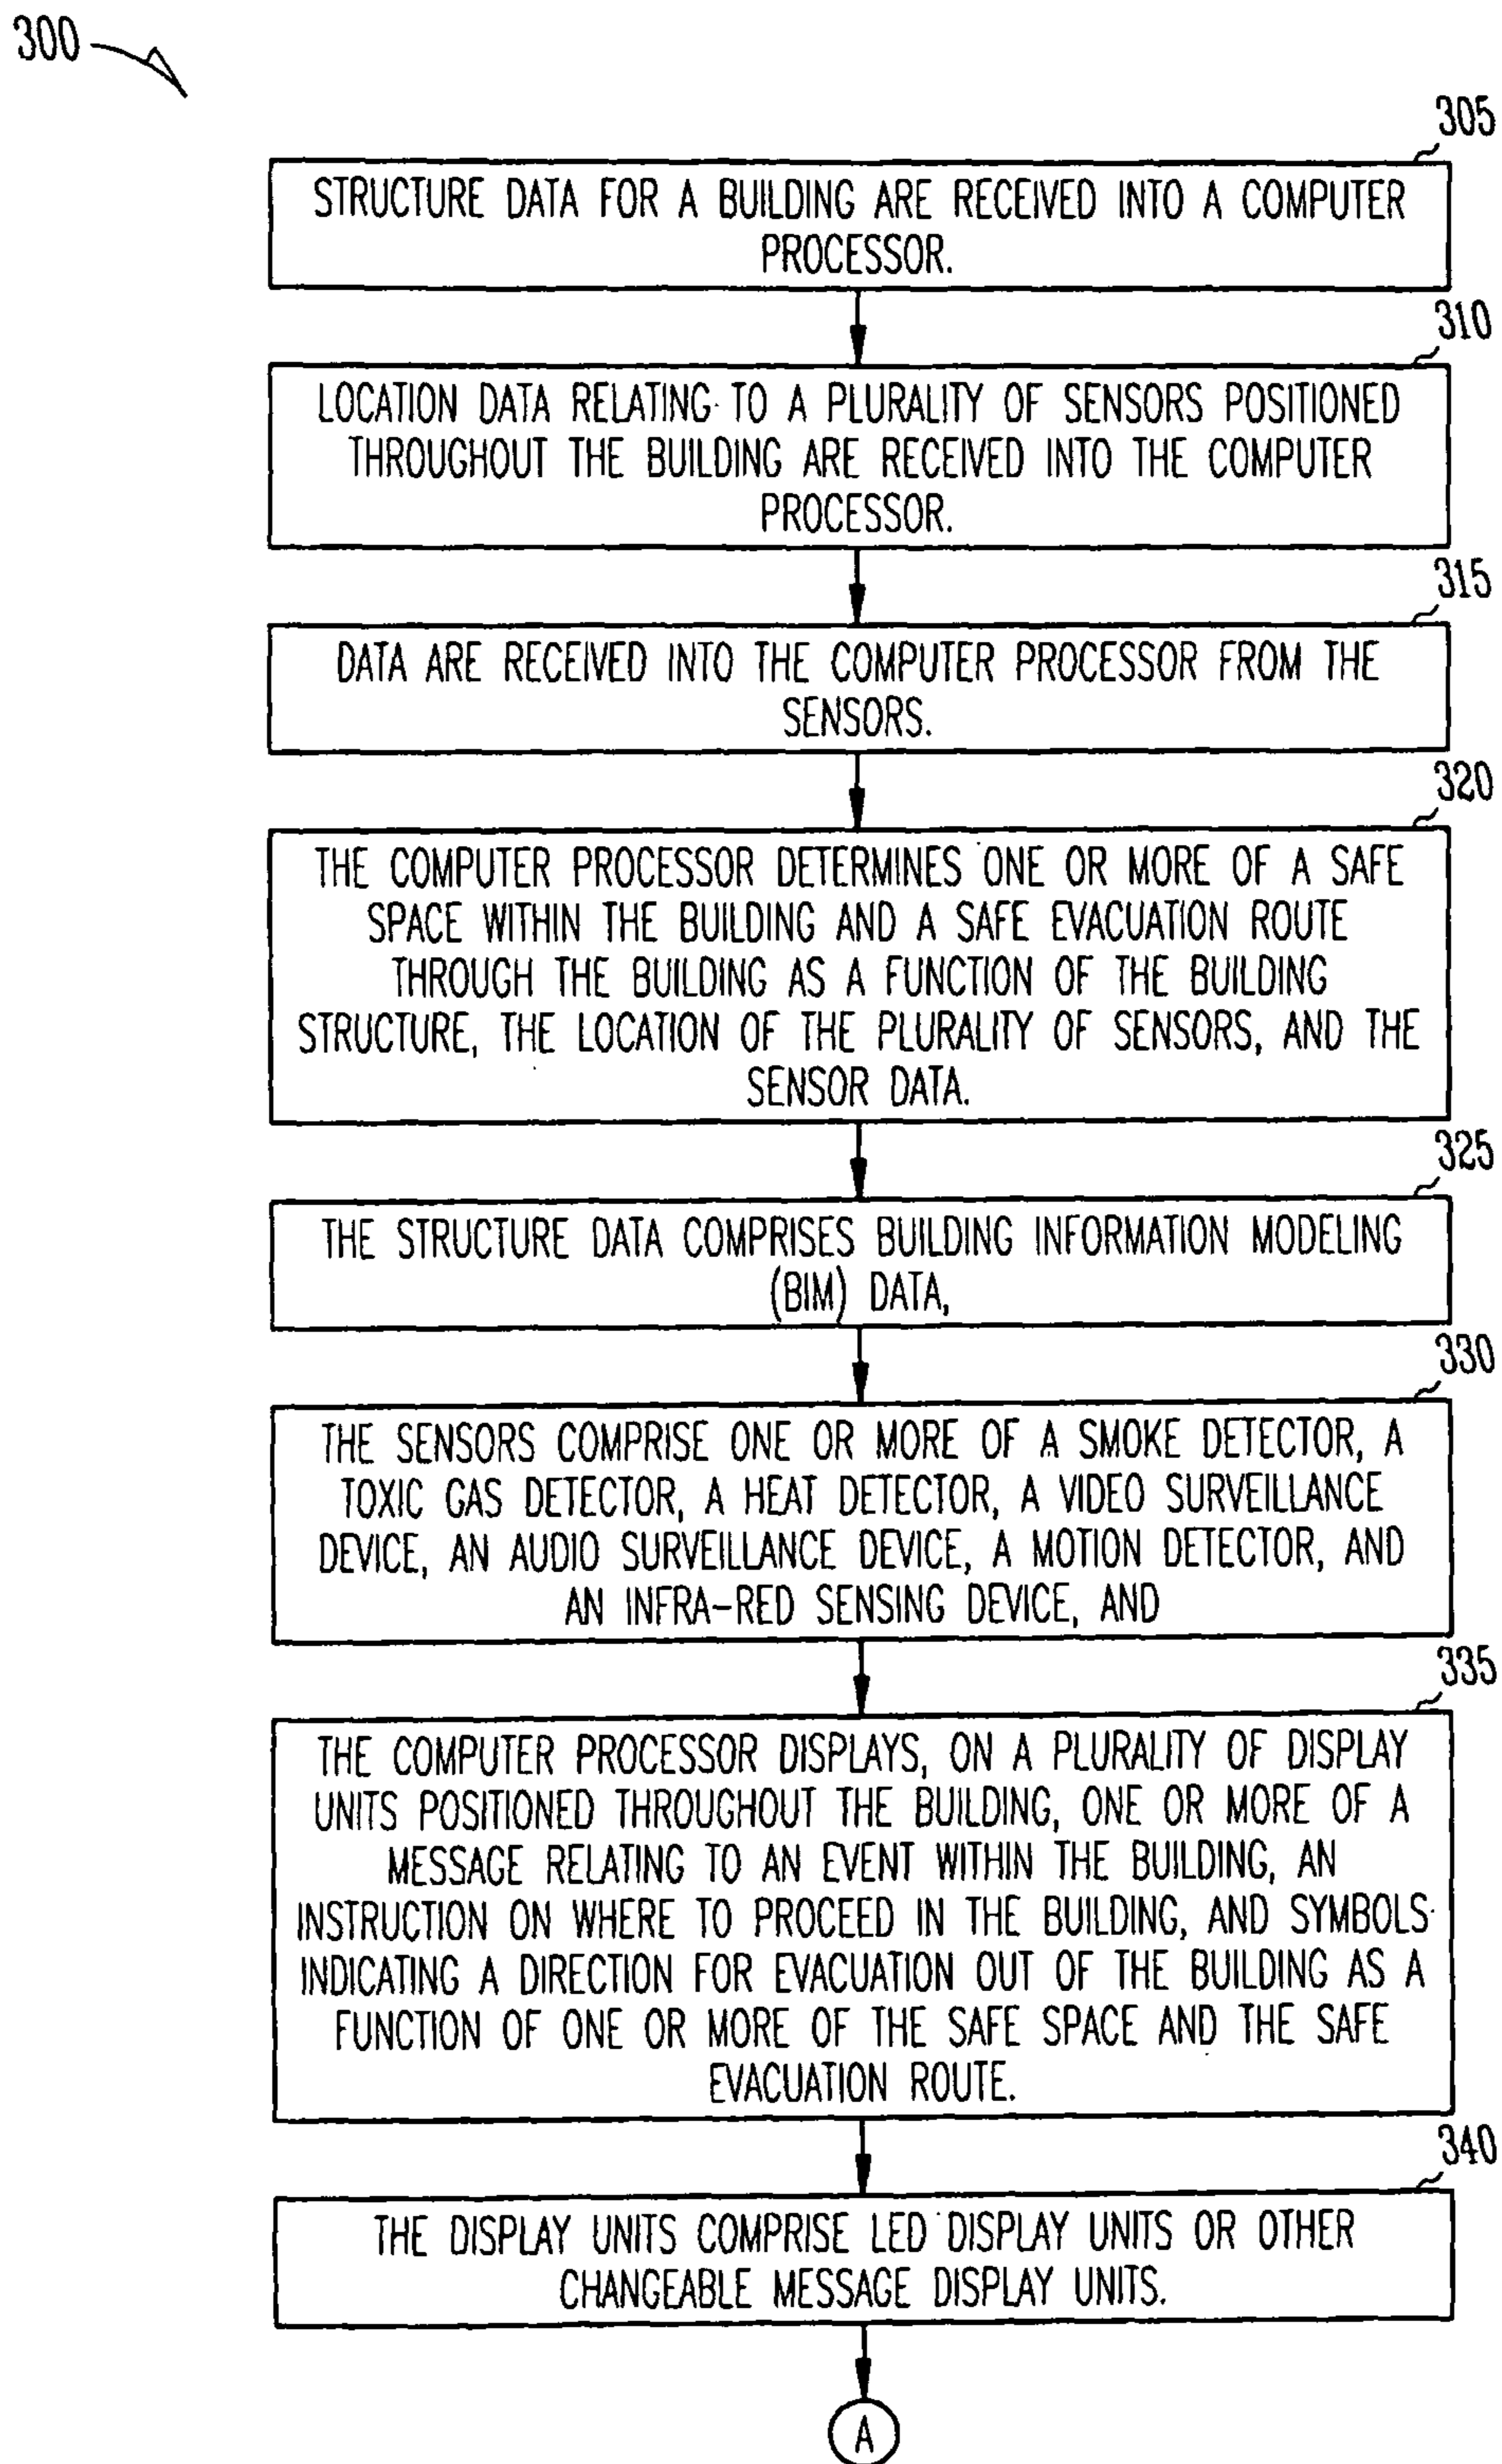 300
305
STRUCTURE DATA FOR A BUILDING ARE RECEIVED INTO A COMPUTER
PROCESSOR.
310
LOCATION DATA RELATING TO A PLURALITY OF SENSORS POSITIONED
THROUGHOUT THE BUILDING ARE RECEIVED INTO THE COMPUTER
PROCESSOR.
315
DATA ARE RECEIVED INTO THE COMPUTER PROCESSOR FROM THE
SENSORS.
320
THE COMPUTER PROCESSOR DETERMINES ONE OR MORE OF A SAFE
SPACE WITHIN THE BUILDING AND A SAFE EVACUATION ROUTE
THROUGH THE BUILDING AS A FUNCTION OF THE BUILDING
STRUCTURE, THE LOCATION OF THE PLURALITY OF SENSORS, AND THE
SENSOR DATA.
325
THE STRUCTURE DATA COMPRISES BUILDING INFORMATION MODELING
(BIM) DATA,
330
THE SENSORS COMPRISE ONE OR MORE OF A SMOKE DETECTOR, A
TOXIC GAS DETECTOR, A HEAT DETECTOR, A VIDEO SURVEILLANCE
DEVICE, AN AUDIO SURVEILLANCE DEVICE, A MOTION DETECTOR, AND
AN INFRA-RED SENSING DEVICE, AND
335
THE COMPUTER PROCESSOR DISPLAYS, ON A PLURALITY OF DISPLAY
UNITS POSITIONED THROUGHOUT THE BUILDING, ONE OR MORE OF A
MESSAGE RELATING TO AN EVENT WITHIN THE BUILDING, AN
INSTRUCTION ON WHERE TO PROCEED IN THE BUILDING, AND SYMBOLS
INDICATING A DIRECTION FOR EVACUATION OUT OF THE BUILDING AS A
FUNCTION OF ONE OR MORE OF THE SAFE SPACE AND THE SAFE
EVACUATION ROUTE.
340
THE DISPLAY UNITS COMPRISE LED DISPLAY UNITS OR OTHER
CHANGEABLE MESSAGE DISPLAY UNITS.
A